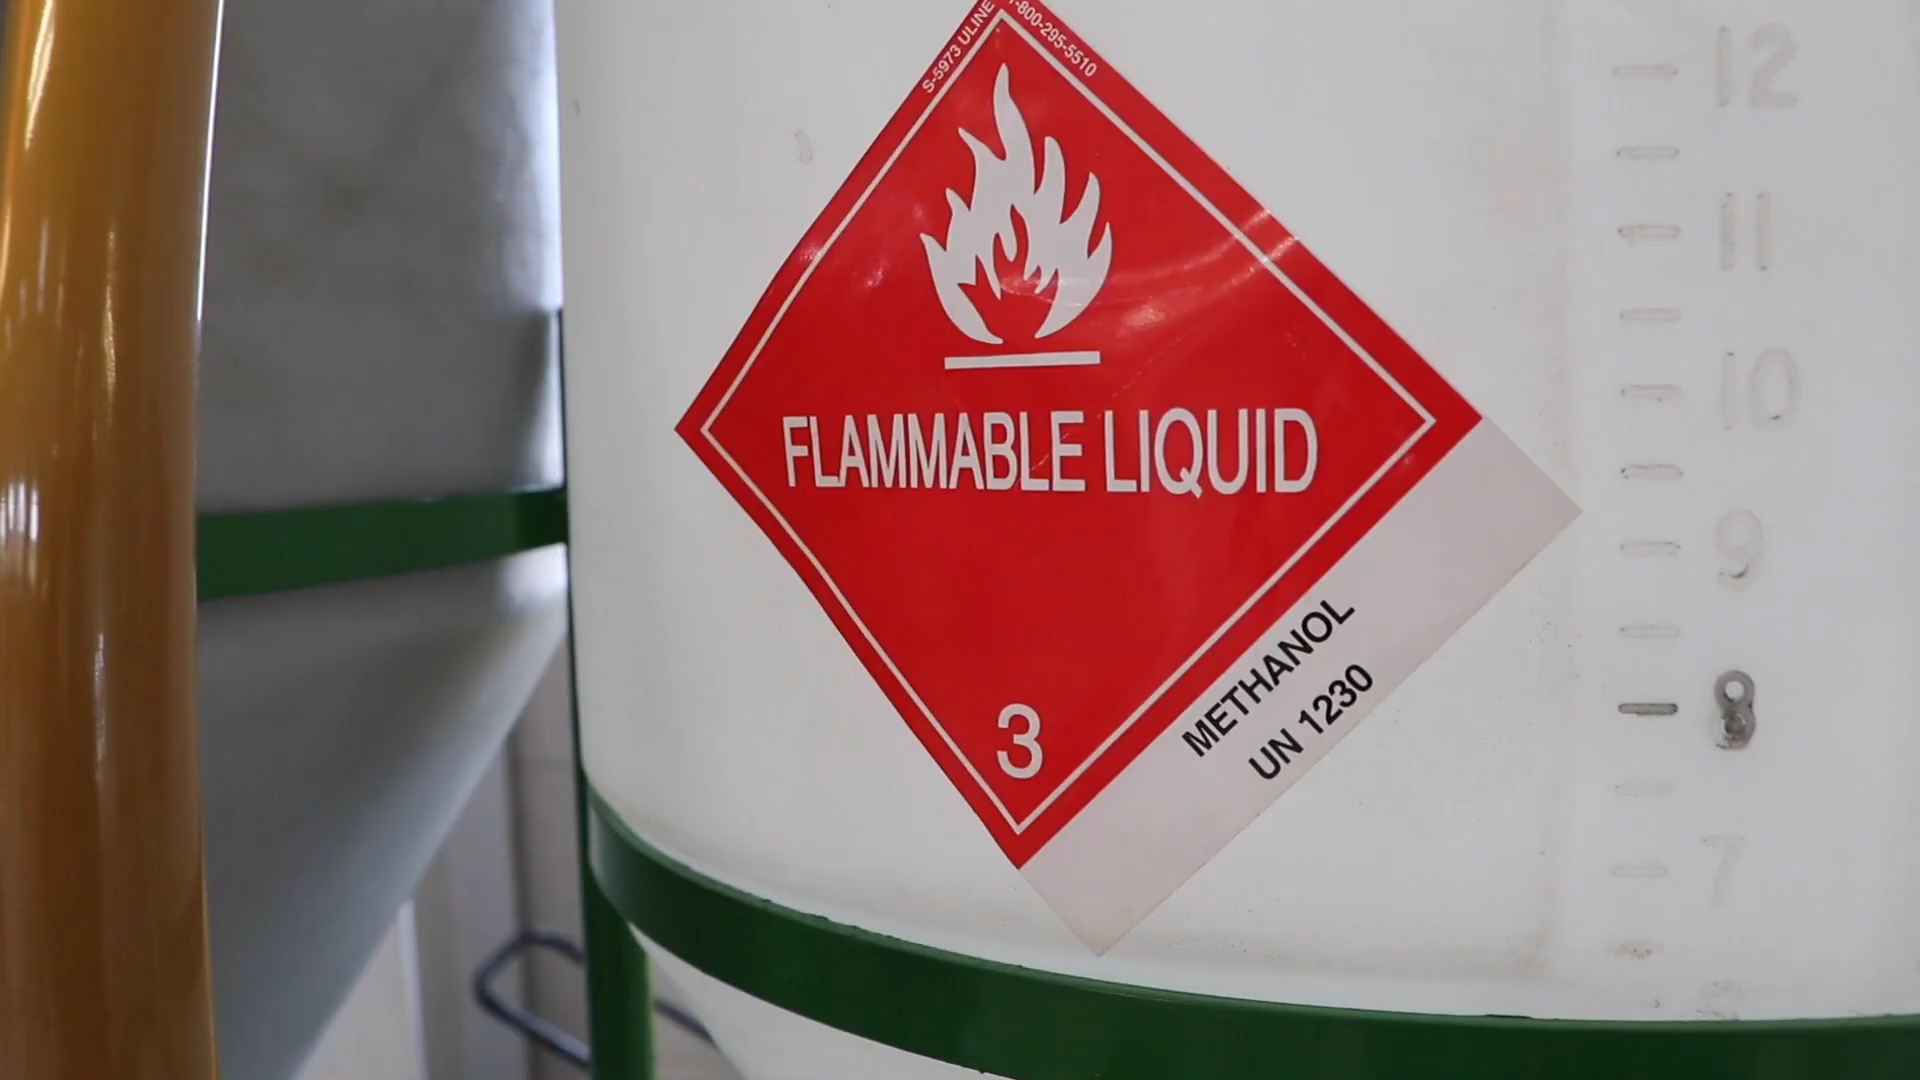 S-5973 ULINE 1-800-295-5510
FLAMMABLE LIQUID
3
METHANOL
UN 1230
12
11
10
9
8
7